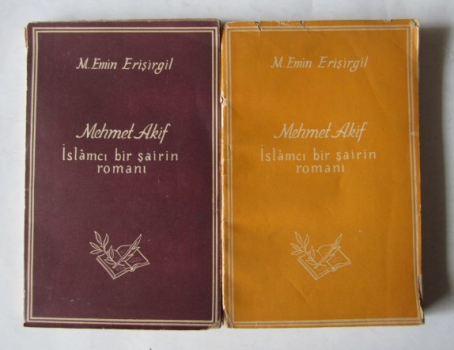 M. Emin Erişirgil
Mehmet Akif
İslâmcı bir şairin
romanı
M. Emin Erişirgil
Mehmet Akif
İslâmcı bir şairin
romanı